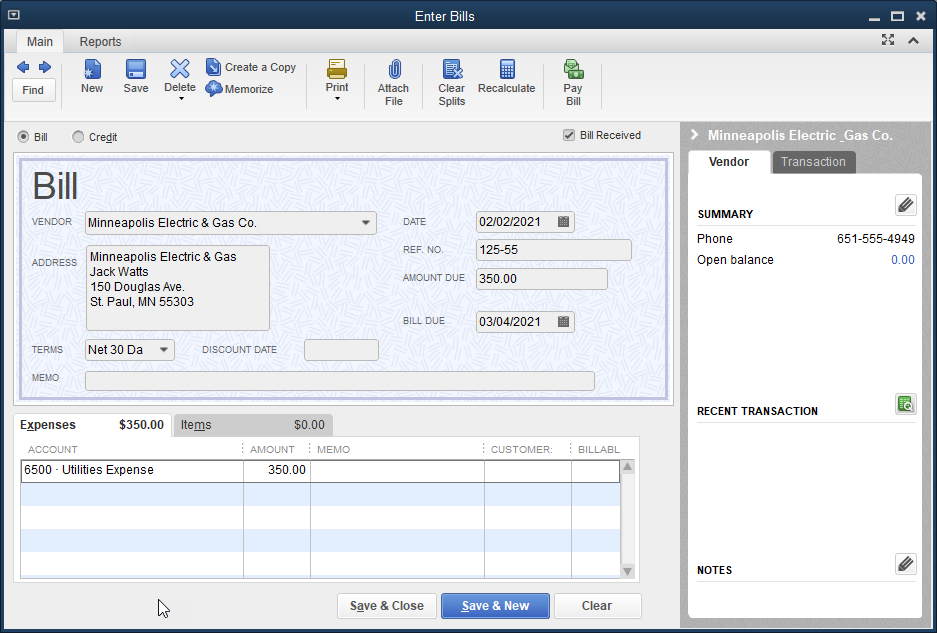 Enter Bills
Main Reports
Find
New
Save
Delete
Create a Copy
Memorize
Print
Attach
File
Clear
Splits
Recalculate
Pay
Bill
Bill Credit Bill Received
Bill
VENDOR Minneapolis Electric & Gas Co.
DATE 02/02/2021
REF. NO. 125-55
ADDRESS Minneapolis Electric & Gas
Jack Watts
150 Douglas Ave.
St. Paul, MN 55303
AMOUNT DUE 350.00
BILL DUE 03/04/2021
TERMS Net 30 Da DISCOUNT DATE
MEMO
Expenses $350.00 Items $0.00
ACCOUNT AMOUNT MEMO CUSTOMER: BILLABL
6500 · Utilities Expense 350.00
Save & Close Save & New Clear
Minneapolis Electric _Gas Co.
Vendor Transaction
SUMMARY
Phone 651-555-4949
Open balance 0.00
RECENT TRANSACTION
NOTES